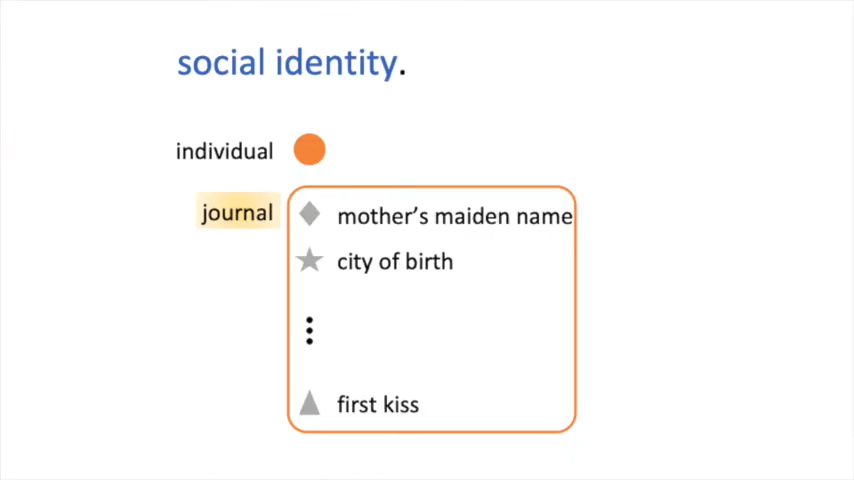 social identity.
individual
journal
mother's maiden name
city of birth
first kiss